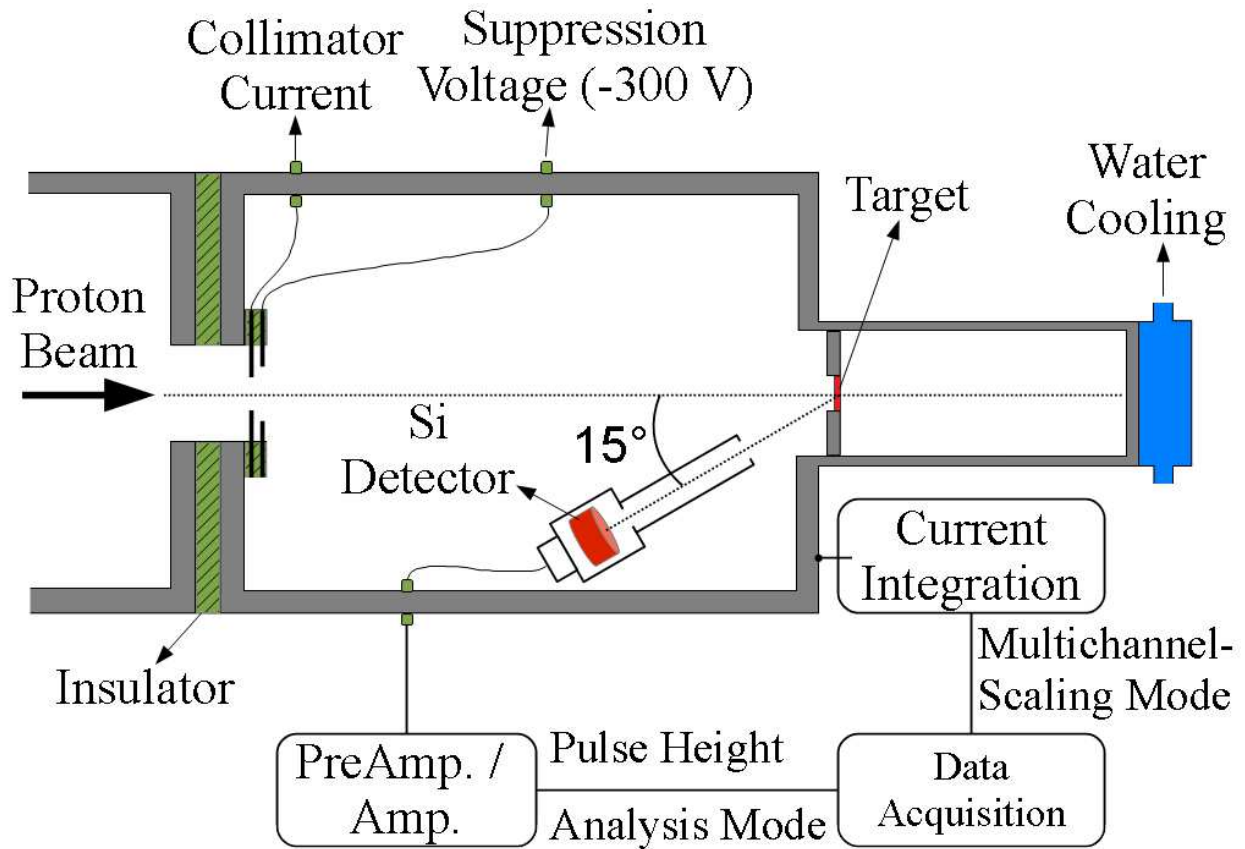 Collimator
Current
Suppression
Voltage (-300 V)
Target
Water
Cooling
Proton
Beam
Si
Detector
15°
Insulator
Current
Integration
Multichannel-
Scaling Mode
PreAmp. /
Amp.
Pulse Height
Analysis Mode
Data
Acquisition